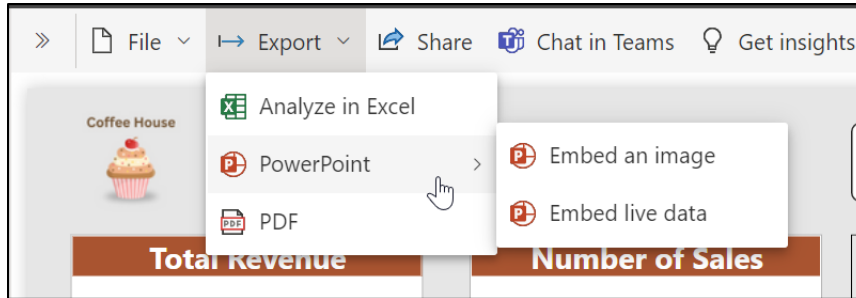 File
Export
Share
Chat in Teams
Get insights
Coffee House
Analyze in Excel
PowerPoint
PDF
Embed an image
Embed live data
Total Revenue
Number of Sales